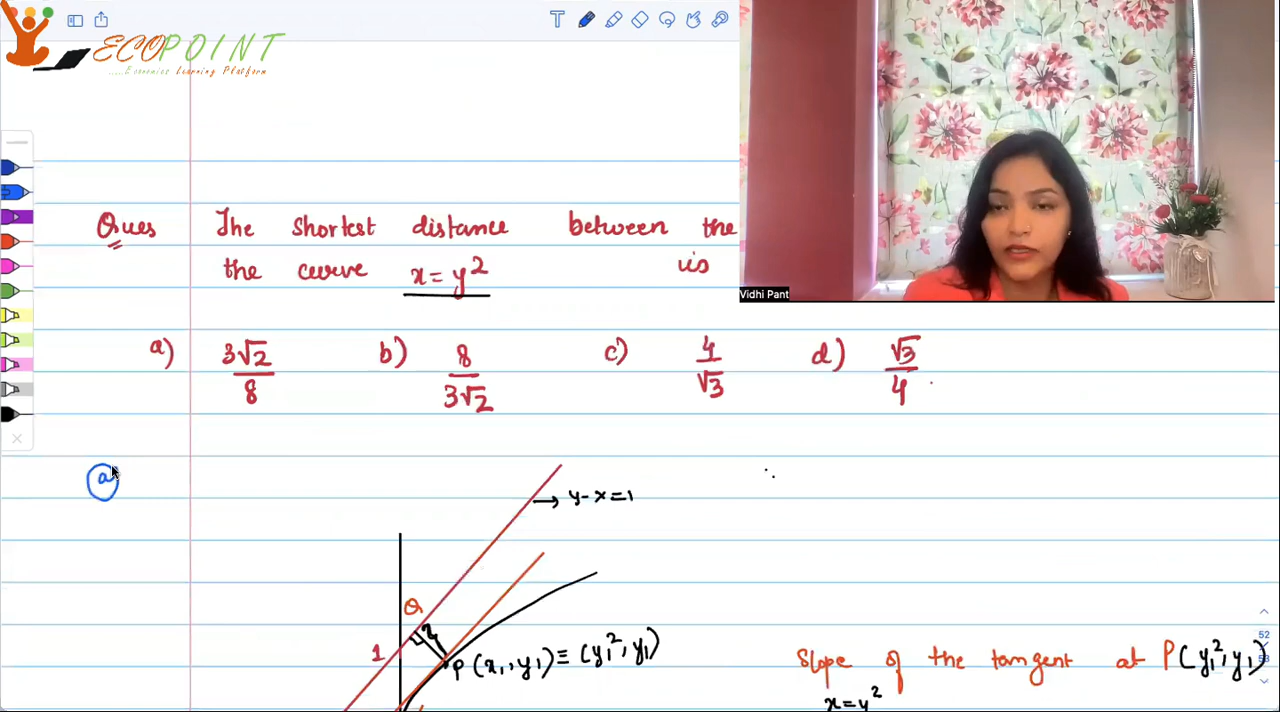 ECOPOINT
.....Economics Learning Platform
Ques The shortest distance between the
the curve x = y² is
Vidhi Pant
a) 3√2/8 b) 8/3√2 c) 4/√3 d) √3/4
a
→ y-x=1
Q
1
P(x₁,y₁) ≡ (y₁²,y₁)
Slope of the tangent at P(y₁²,y₁)
x=y²
52
53